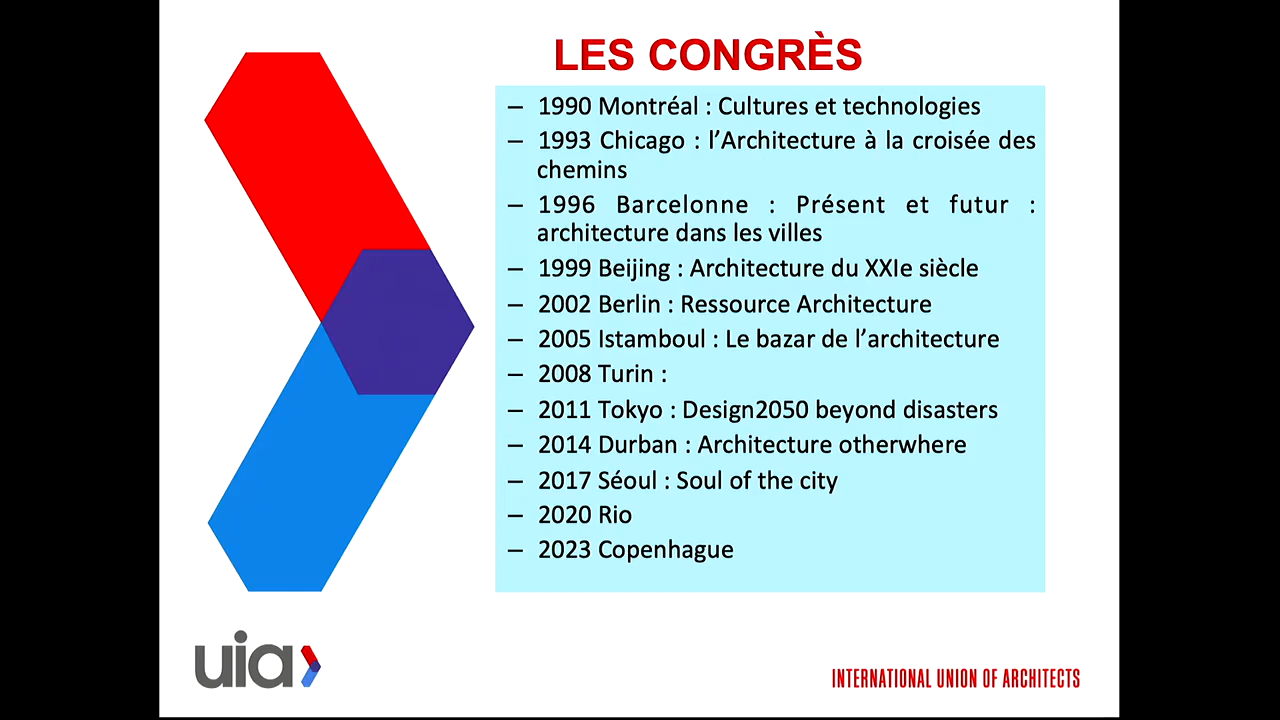 LES CONGRÈS
– 1990 Montréal : Cultures et technologies
– 1993 Chicago : l’Architecture à la croisée des
chemins
– 1996 Barcelonne : Présent et futur :
architecture dans les villes
– 1999 Beijing : Architecture du XXIe siècle
– 2002 Berlin : Ressource Architecture
– 2005 Istamboul : Le bazar de l’architecture
– 2008 Turin :
– 2011 Tokyo : Design2050 beyond disasters
– 2014 Durban : Architecture otherwhere
– 2017 Séoul : Soul of the city
– 2020 Rio
– 2023 Copenhague
uia
INTERNATIONAL UNION OF ARCHITECTS